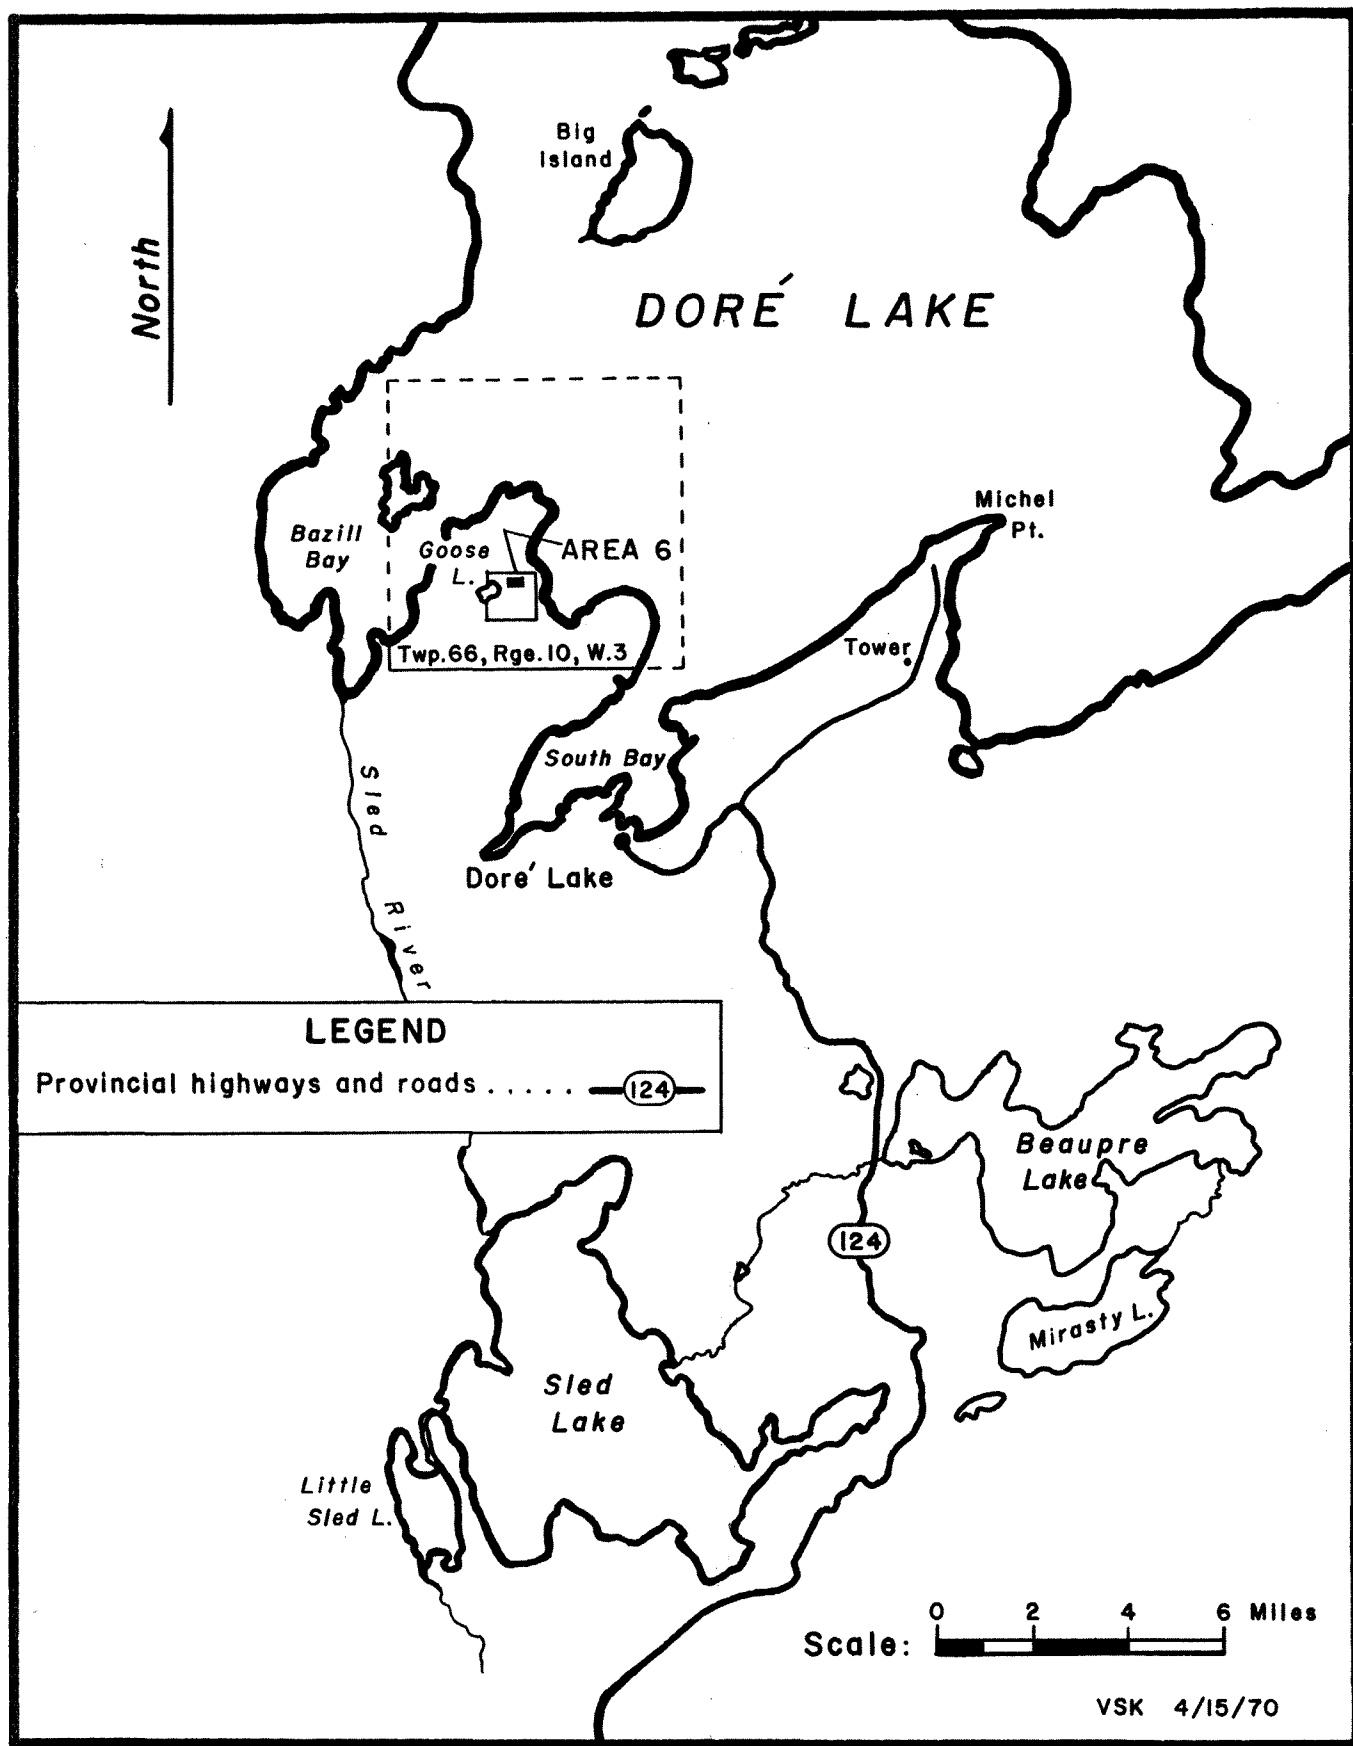 Big
Island
North
DORÉ LAKE
Michel
Pt.
Bazill
Bay
Goose
L.
AREA 6
Tower
Twp.66, Rge.10, W.3
South Bay
Doré Lake
Sled River
LEGEND
Provincial highways and roads ..... 124
Beaupre
Lake
124
Mirasty L.
Sled
Lake
Little
Sled L.
0 2 4 6 Miles
Scale:
VSK 4/15/70